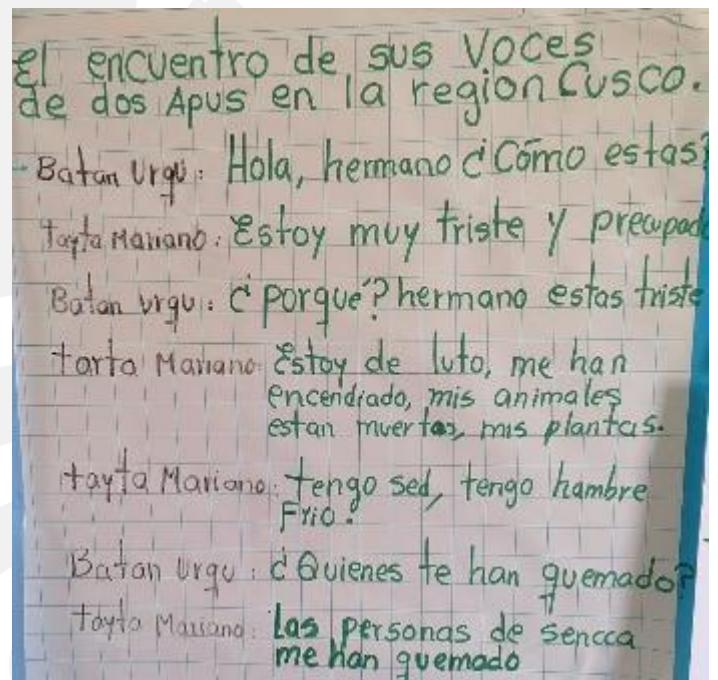 El encuentro de sus voces
de dos Apus en la region Cusco.
- Batan Urqu: Hola, hermano ¿Cómo estas?
Tayta Mariano: Estoy muy triste y precupado
Batan urqu: ¿porque? hermano estas triste
tayta Mariano: Estoy de luto, me han
encendiado, mis animales
estan muertos, mis plantas.
tayta Mariano: tengo sed, tengo hambre
Frio.
Batan Urqu: ¿Quienes te han quemado?
tayta Mariano: Las personas de sencca
me han quemado